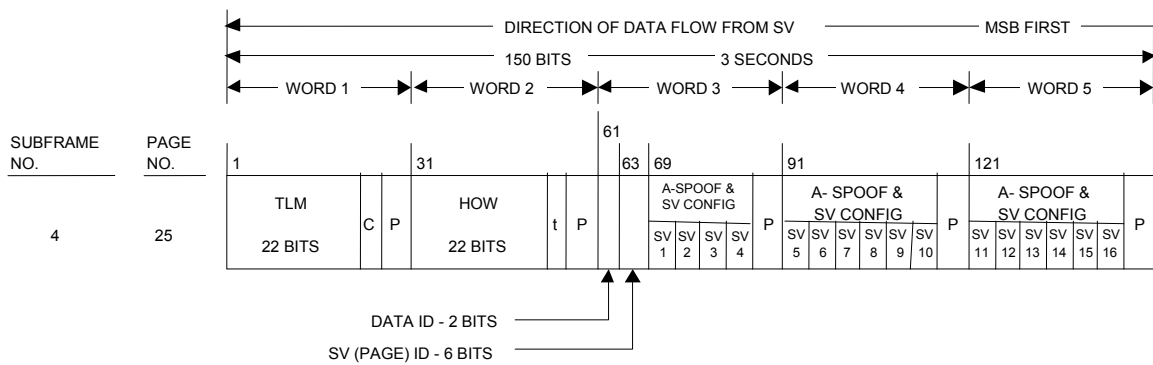 DIRECTION OF DATA FLOW FROM SV MSB FIRST
150 BITS 3 SECONDS
WORD 1 WORD 2 WORD 3 WORD 4 WORD 5
SUBFRAME NO.
PAGE NO.
1 31 61 63 69 91 121
4 25
TLM
22 BITS
C P
HOW
22 BITS
t P
A-SPOOF &
SV CONFIG
SV 1 SV 2 SV 3 SV 4
P
A- SPOOF &
SV CONFIG
SV 5 SV 6 SV 7 SV 8 SV 9 SV 10
P
A- SPOOF &
SV CONFIG
SV 11 SV 12 SV 13 SV 14 SV 15 SV 16
P
DATA ID - 2 BITS
SV (PAGE) ID - 6 BITS